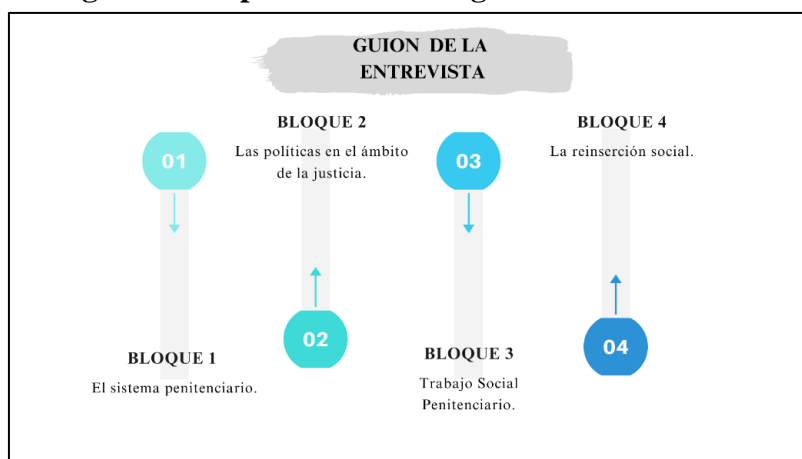 GUION DE LA
ENTREVISTA
01
BLOQUE 1
El sistema penitenciario.
BLOQUE 2
Las políticas en el ámbito
de la justicia.
02
03
BLOQUE 3
Trabajo Social
Penitenciario.
BLOQUE 4
La reinserción social.
04